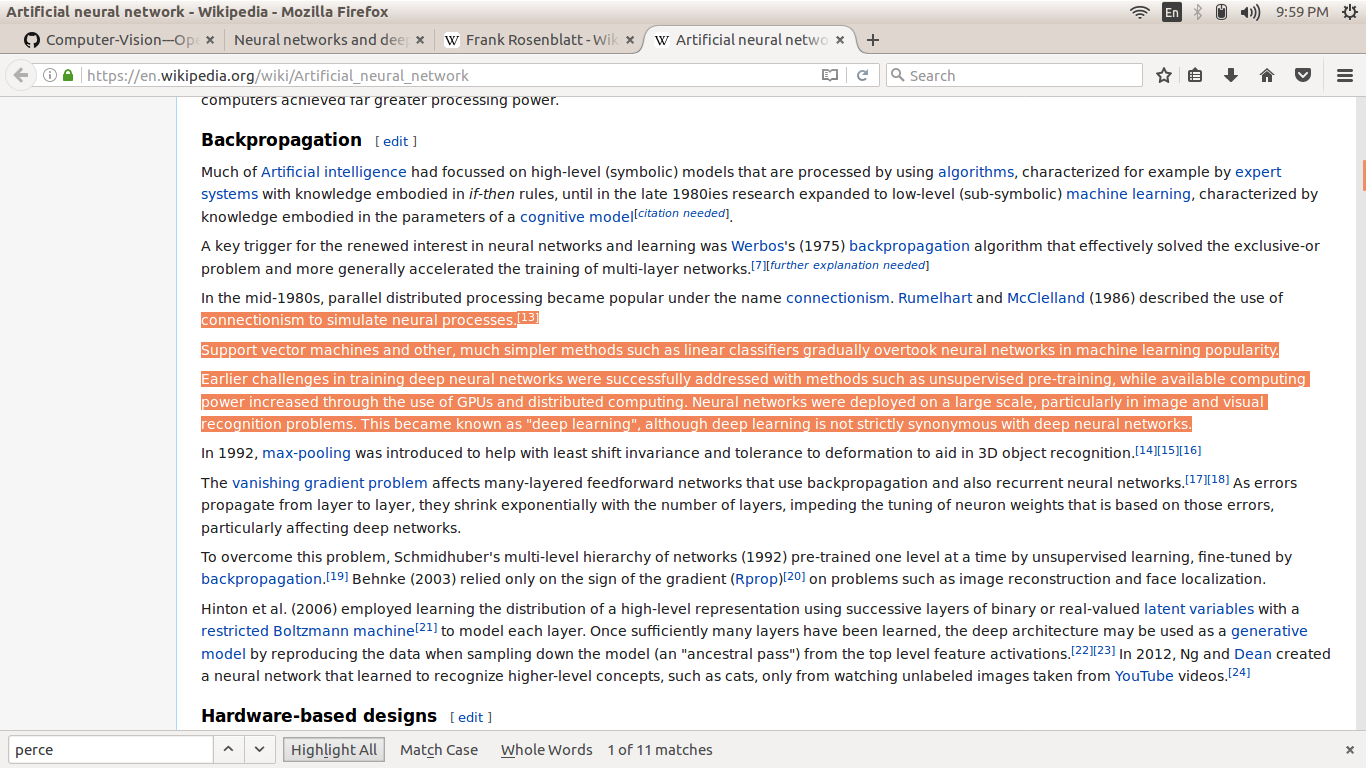 Artificial neural network - Wikipedia - Mozilla Firefox
En
9:59 PM
Computer-Vision---Ope
Neural networks and deep
Frank Rosenblatt - Wik
Artificial neural netwo
https://en.wikipedia.org/wiki/Artificial_neural_network
Search
computers achieved far greater processing power.
Backpropagation [ edit ]
Much of Artificial intelligence had focussed on high-level (symbolic) models that are processed by using algorithms, characterized for example by expert
systems with knowledge embodied in if-then rules, until in the late 1980ies research expanded to low-level (sub-symbolic) machine learning, characterized by
knowledge embodied in the parameters of a cognitive model[citation needed].
A key trigger for the renewed interest in neural networks and learning was Werbos's (1975) backpropagation algorithm that effectively solved the exclusive-or
problem and more generally accelerated the training of multi-layer networks.[7][further explanation needed]
In the mid-1980s, parallel distributed processing became popular under the name connectionism. Rumelhart and McClelland (1986) described the use of
connectionism to simulate neural processes.[13]
Support vector machines and other, much simpler methods such as linear classifiers gradually overtook neural networks in machine learning popularity.
Earlier challenges in training deep neural networks were successfully addressed with methods such as unsupervised pre-training, while available computing
power increased through the use of GPUs and distributed computing. Neural networks were deployed on a large scale, particularly in image and visual
recognition problems. This became known as "deep learning", although deep learning is not strictly synonymous with deep neural networks.
In 1992, max-pooling was introduced to help with least shift invariance and tolerance to deformation to aid in 3D object recognition.[14][15][16]
The vanishing gradient problem affects many-layered feedforward networks that use backpropagation and also recurrent neural networks.[17][18] As errors
propagate from layer to layer, they shrink exponentially with the number of layers, impeding the tuning of neuron weights that is based on those errors,
particularly affecting deep networks.
To overcome this problem, Schmidhuber's multi-level hierarchy of networks (1992) pre-trained one level at a time by unsupervised learning, fine-tuned by
backpropagation.[19] Behnke (2003) relied only on the sign of the gradient (Rprop)[20] on problems such as image reconstruction and face localization.
Hinton et al. (2006) employed learning the distribution of a high-level representation using successive layers of binary or real-valued latent variables with a
restricted Boltzmann machine[21] to model each layer. Once sufficiently many layers have been learned, the deep architecture may be used as a generative
model by reproducing the data when sampling down the model (an "ancestral pass") from the top level feature activations.[22][23] In 2012, Ng and Dean created
a neural network that learned to recognize higher-level concepts, such as cats, only from watching unlabeled images taken from YouTube videos.[24]
Hardware-based designs [ edit ]
perce
Highlight All
Match Case
Whole Words
1 of 11 matches